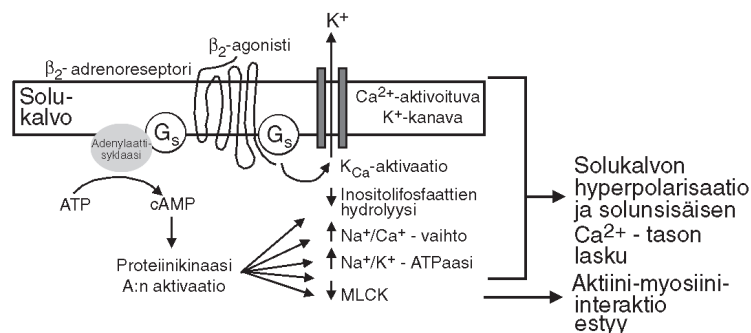 K+
β2-agonisti
β2- adrenoreseptori
Solu-
kalvo
Ca2+-aktivoituva
K+-kanava
Gs
Gs
Adenylaatti-
syklaasi
KCa-aktivaatio
ATP
cAMP
Inositolifosfaattien
hydrolyysi
Na+/Ca+ - vaihto
Na+/K+ - ATPaasi
MLCK
Proteiinikinaasi
A:n aktivaatio
Solukalvon
hyperpolarisaatio
ja solunsisäisen
Ca2+ - tason
lasku
Aktiini-myosiini-
interaktio
estyy